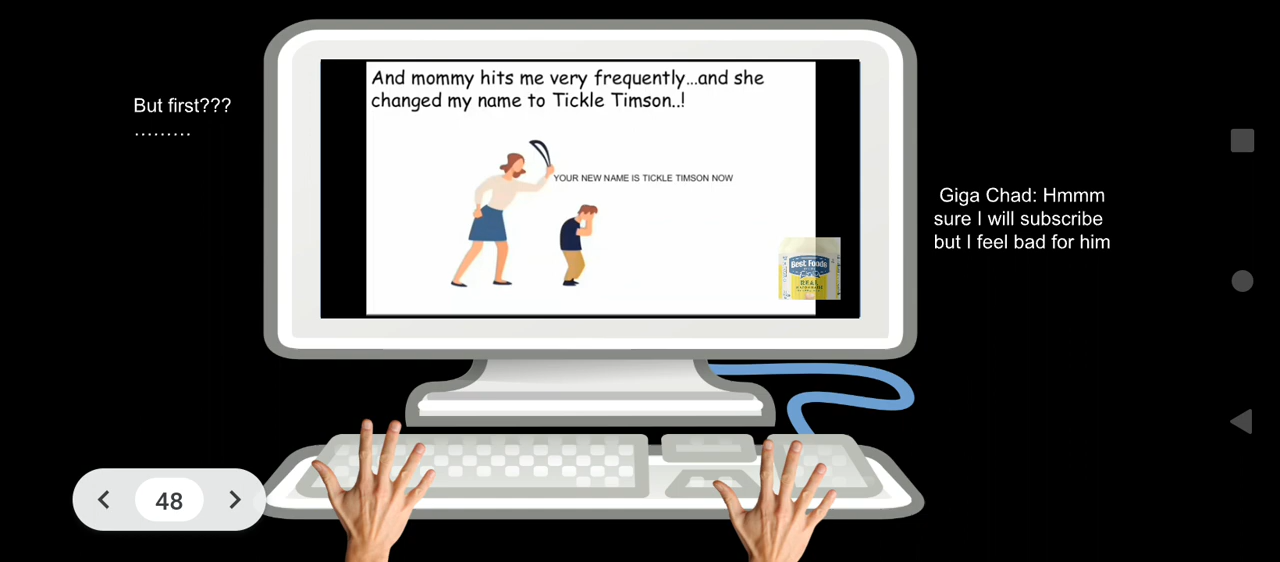 And mommy hits me very frequently...and she
changed my name to Tickle Timson..!
But first???
.........
YOUR NEW NAME IS TICKLE TIMSON NOW
Giga Chad: Hmmm
sure I will subscribe
but I feel bad for him
Best Foods
REAL
48